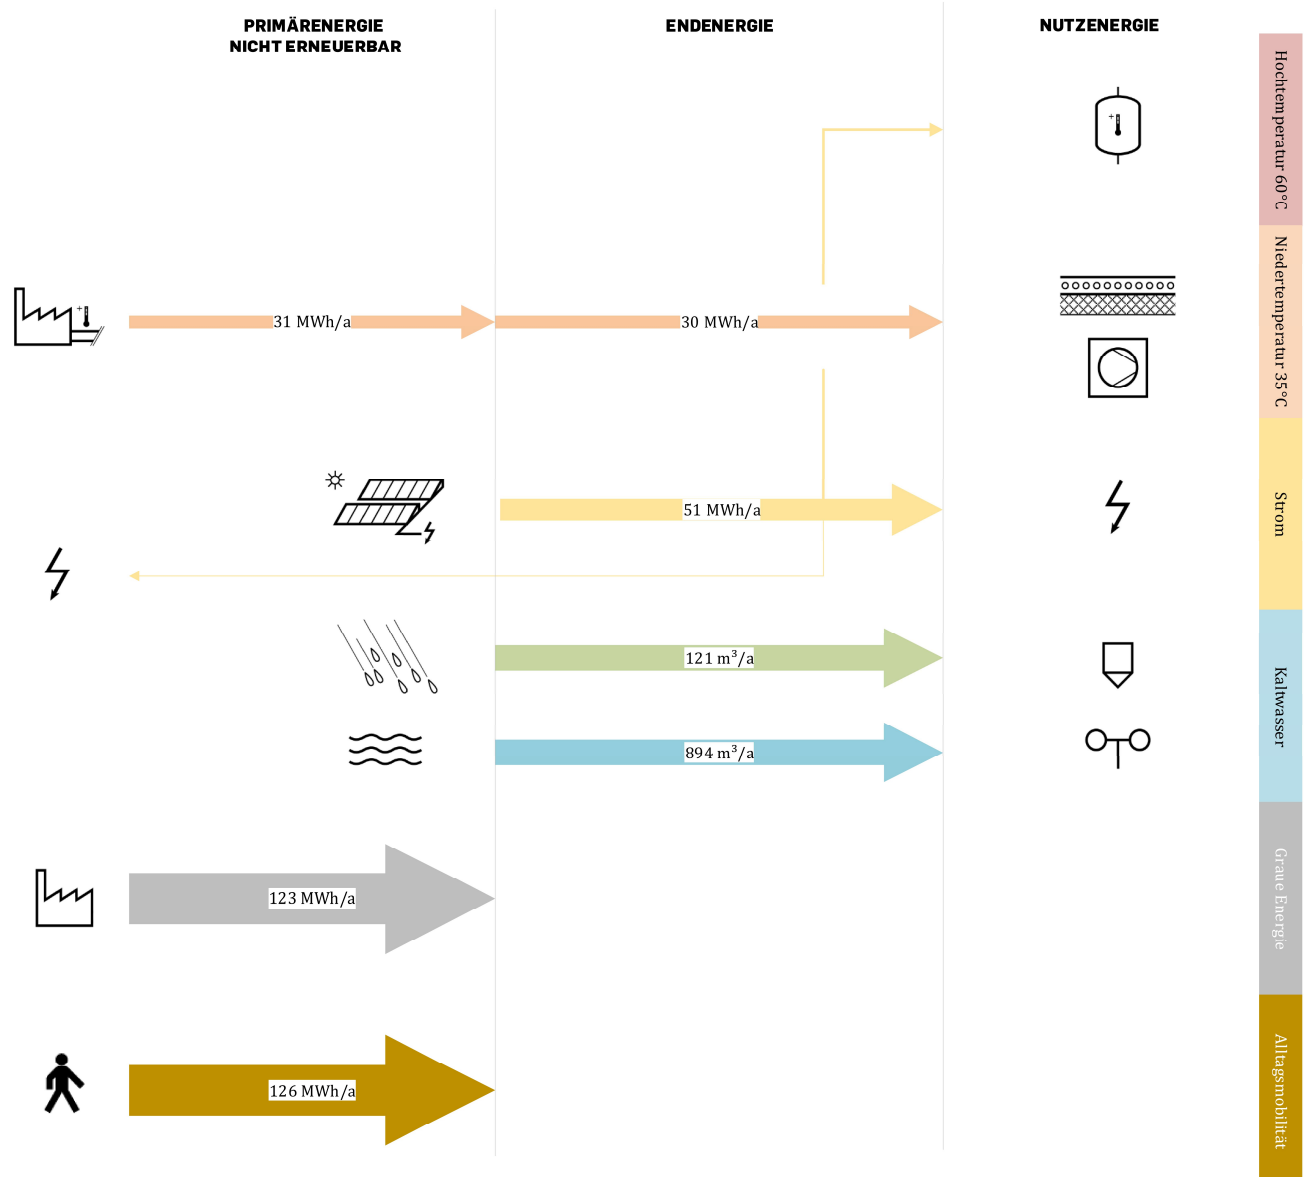 PRIMÄRENERGIE
NICHT ERNEUERBAR
ENDENERGIE
NUTZENERGIE
Hochtemperatur 60°C
31 MWh/a
30 MWh/a
Niedertemperatur 35°C
51 MWh/a
Strom
121 m³/a
894 m³/a
Kaltwasser
123 MWh/a
Graue Energie
126 MWh/a
Alltagsmobilität